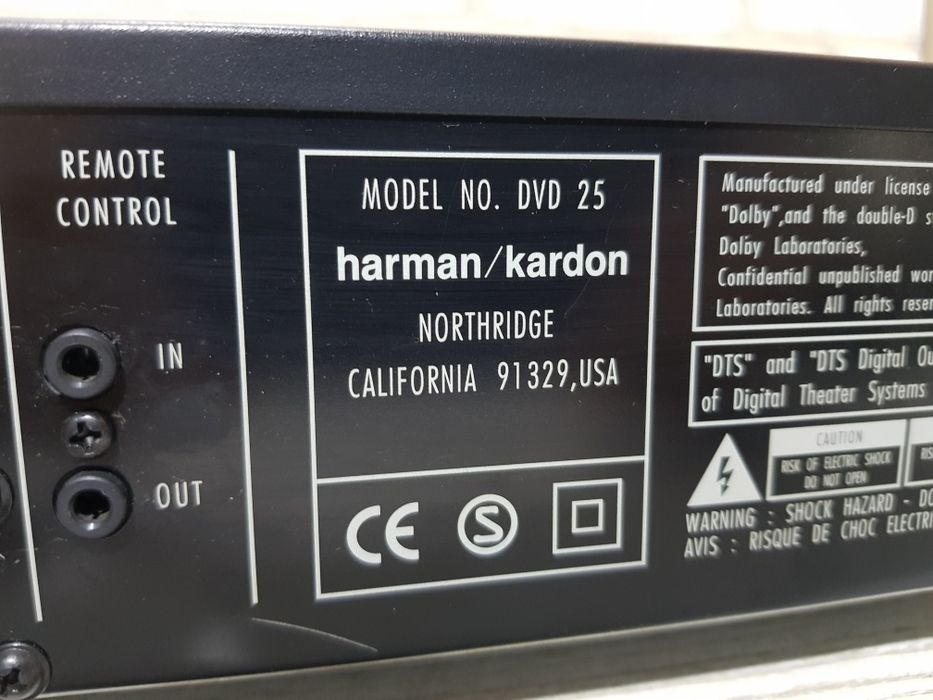 REMOTE
CONTROL
IN
OUT
MODEL NO. DVD 25
harman/kardon
NORTHRIDGE
CALIFORNIA 91329,USA
CE
S
Manufactured under license
"Dolby",and the double-D
Dolby Laboratories,
Confidential unpublished
Laboratories. All rights
"DTS" and "DTS Digital
of Digital Theater Systems
CAUTION
RISK OF ELECTRIC SHOCK
DO NOT OPEN
WARNING : SHOCK HAZARD -
AVIS : RISQUE DE CHOC